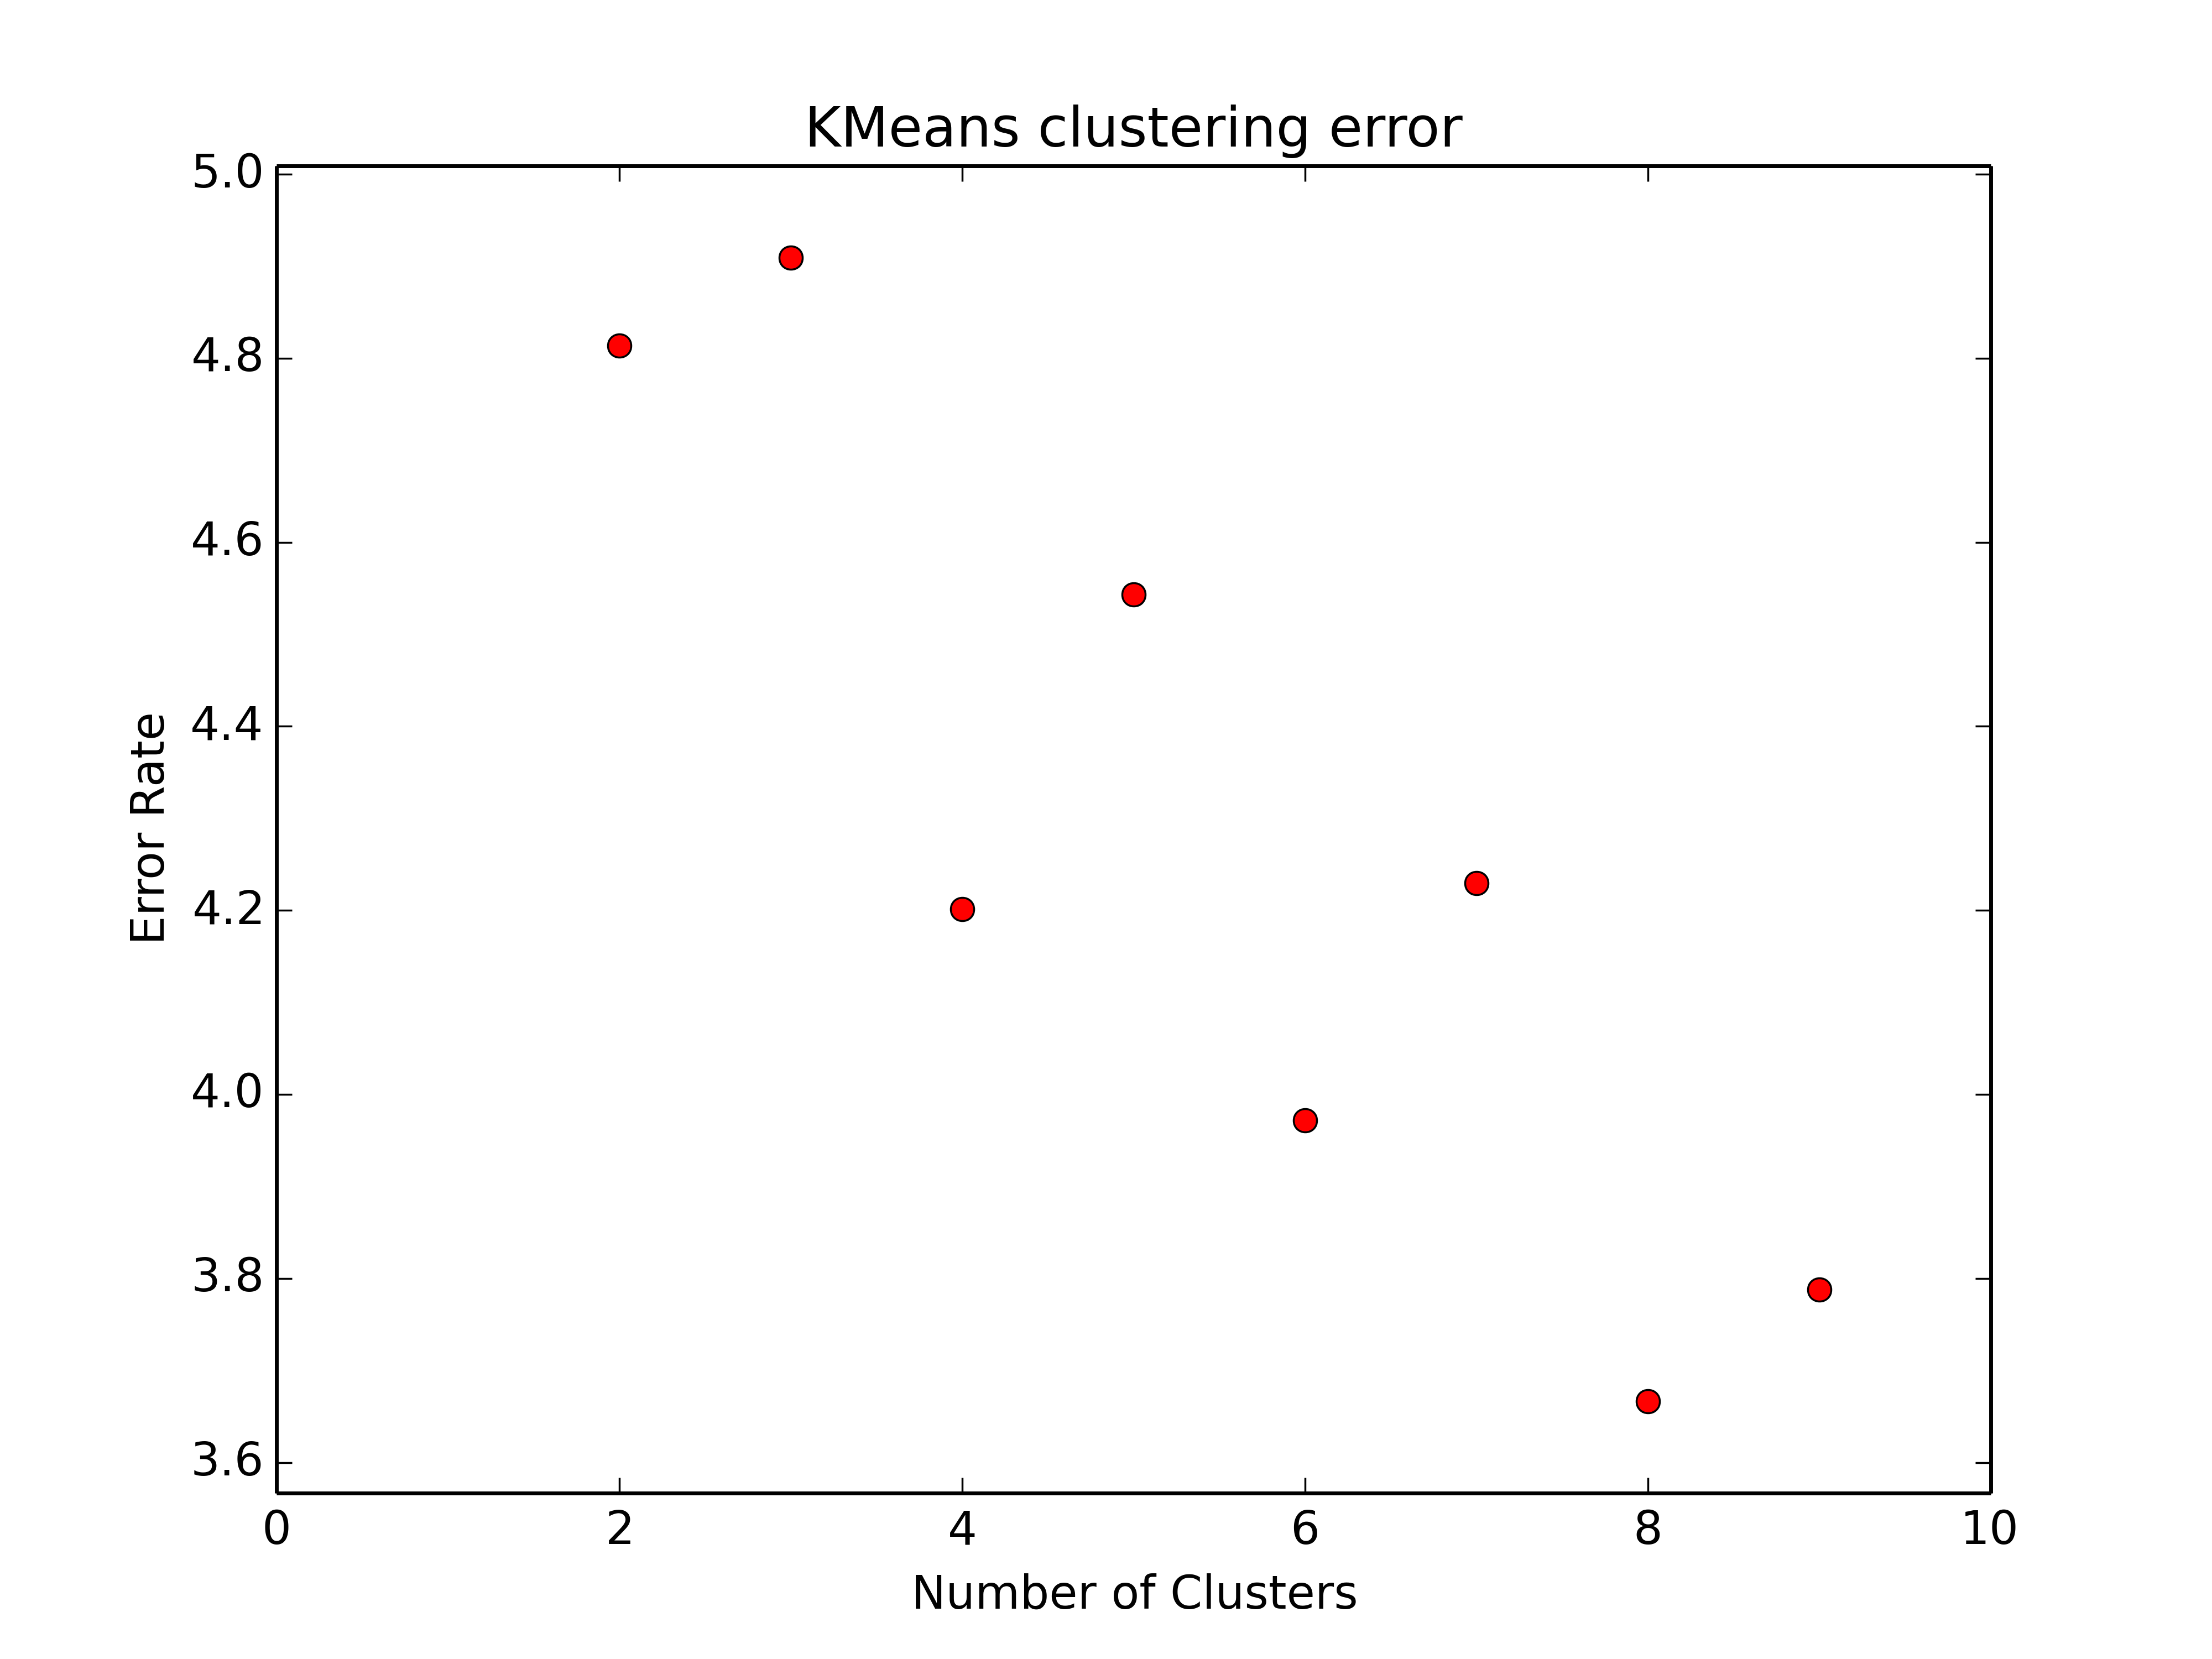 KMeans clustering error
5.0
4.8
4.6
4.4
4.2
4.0
3.8
3.6
Error Rate
0 2 4 6 8 10
Number of Clusters